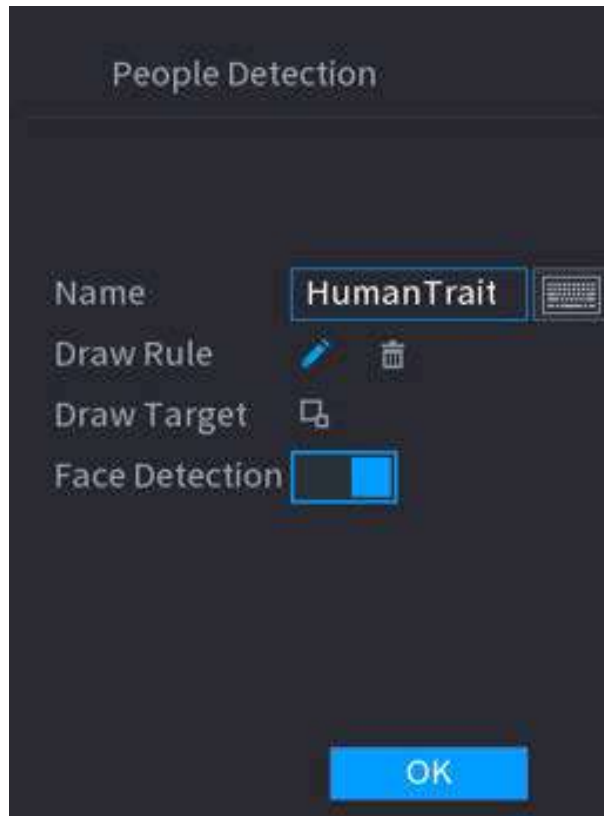 People Detection
Name HumanTrait
Draw Rule
Draw Target
Face Detection
OK